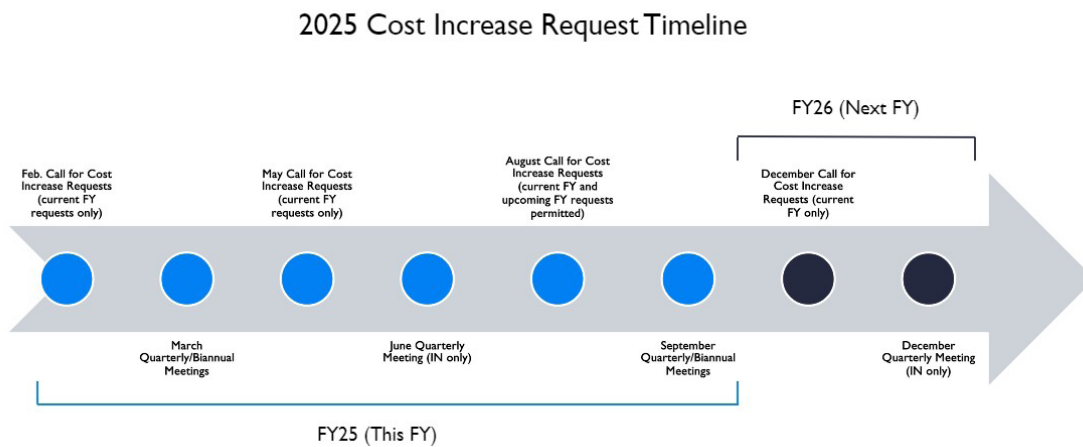 2025 Cost Increase Request Timeline
FY26 (Next FY)
Feb. Call for Cost
Increase Requests
(current FY
requests only)
May Call for Cost
Increase Requests
(current FY
requests only)
August Call for Cost
Increase Requests
(current FY and
upcoming FY requests
permitted)
December Call for
Cost Increase
Requests (current
FY only)
March
Quarterly/Biannual
Meetings
June Quarterly
Meeting (IN only)
September
Quarterly/Biannual
Meetings
December
Quarterly Meeting
(IN only)
FY25 (This FY)